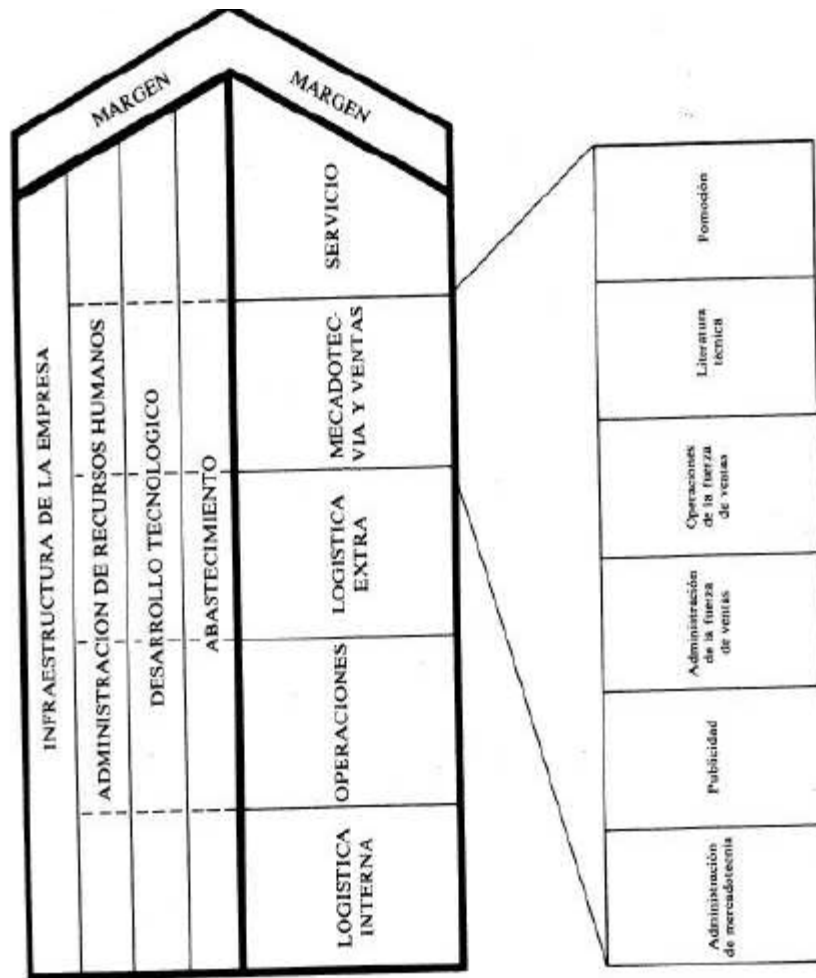 INFRAESTRUCTURA DE LA EMPRESA
ADMINISTRACION DE RECURSOS HUMANOS
DESARROLLO TECNOLOGICO
ABASTECIMIENTO
LOGISTICA
INTERNA
OPERACIONES
LOGISTICA
EXTRA
MECADOTEC-
VIA Y VENTAS
SERVICIO
MARGEN
MARGEN
Administración
de mercadotecnia
Publicidad
Administración
de la fuerza
de ventas
Operaciones
de la fuerza
de ventas
Literatura
técnica
Pomoción